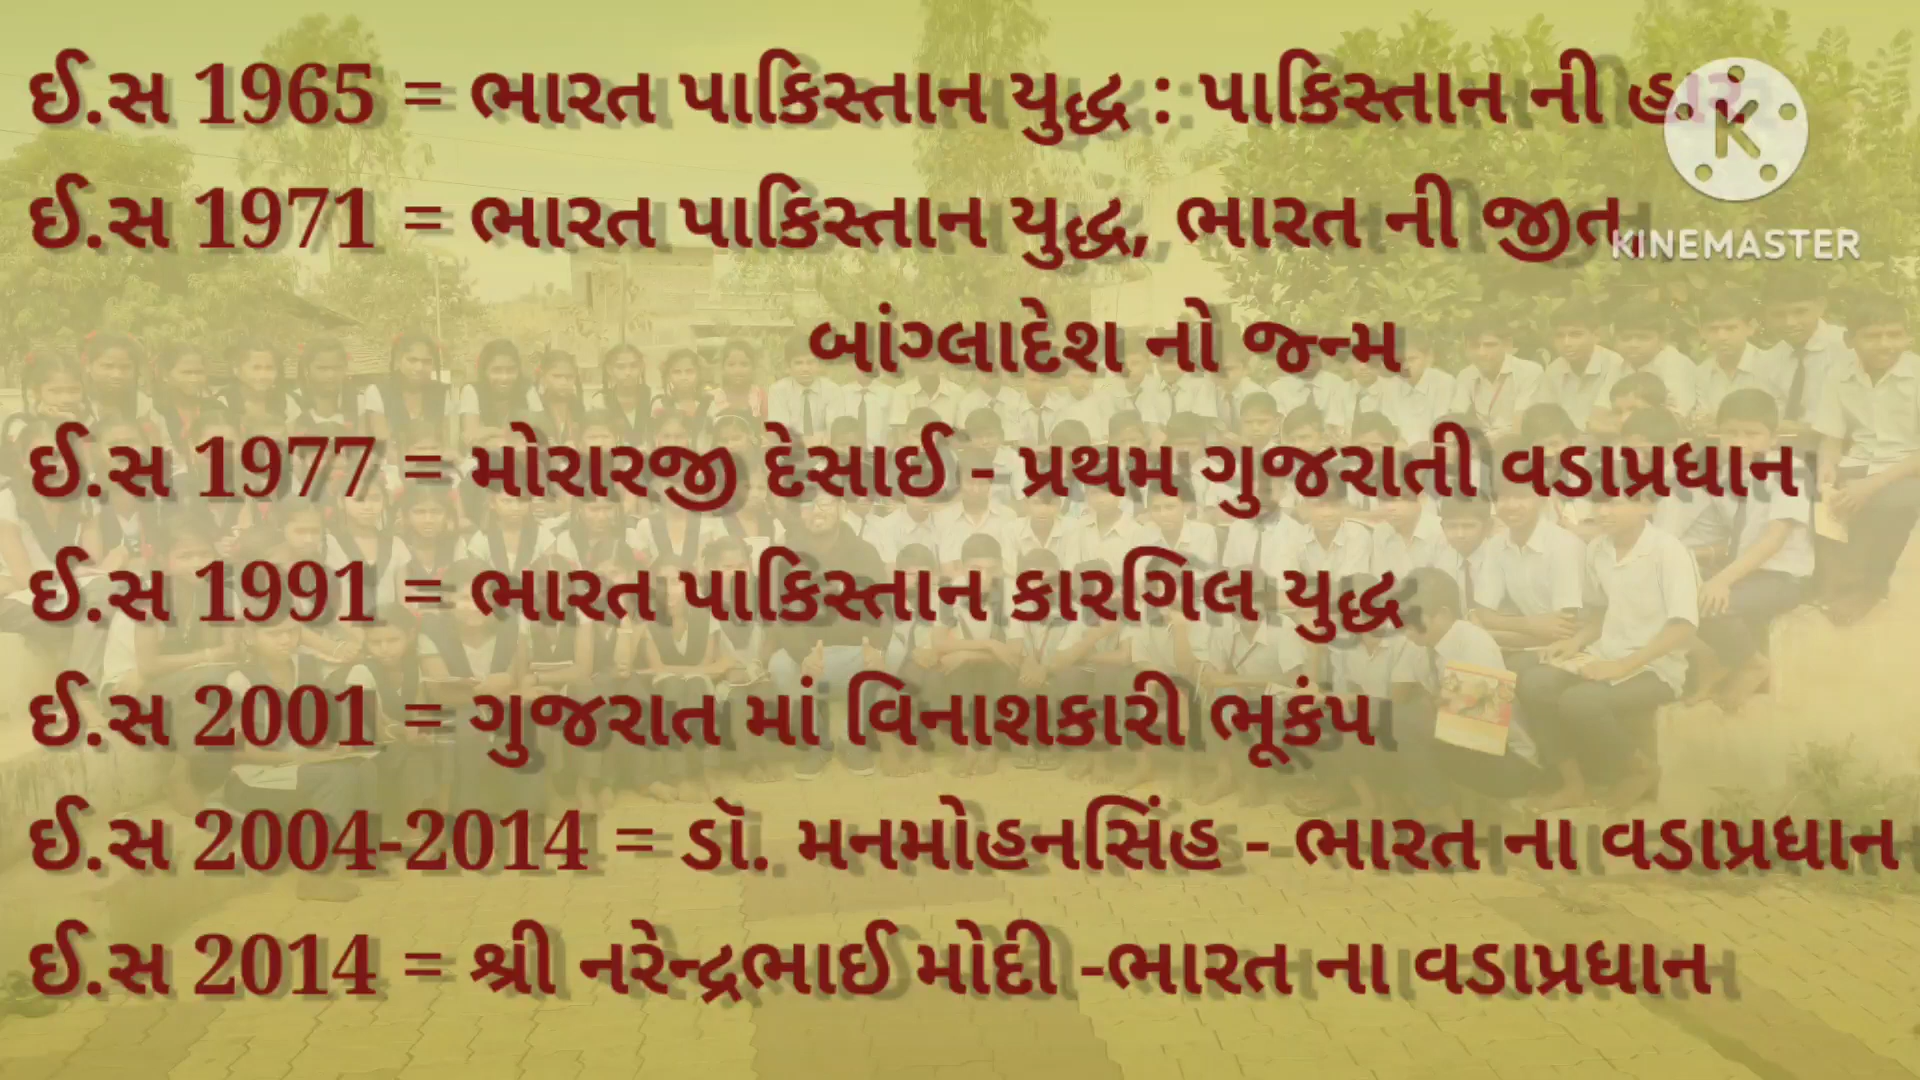 ઈ.સ 1965 = ભારત પાકિસ્તાન યુદ્ધ : પાકિસ્તાન ની હાર
ઈ.સ 1971 = ભારત પાકિસ્તાન યુદ્ધ, ભારત ની જીત,
KINEMASTER
બાંગ્લાદેશ નો જન્મ
ઈ.સ 1977 = મોરારજી દેસાઈ - પ્રથમ ગુજરાતી વડાપ્રધાન
ઈ.સ 1991 = ભારત પાકિસ્તાન કારગિલ યુદ્ધ
ઈ.સ 2001 = ગુજરાત માં વિનાશકારી ભૂકંપ
ઈ.સ 2004-2014 = ડૉ. મનમોહનસિંહ - ભારત ના વડાપ્રધાન
ઈ.સ 2014 = શ્રી નરેન્દ્રભાઈ મોદી -ભારત ના વડાપ્રધાન